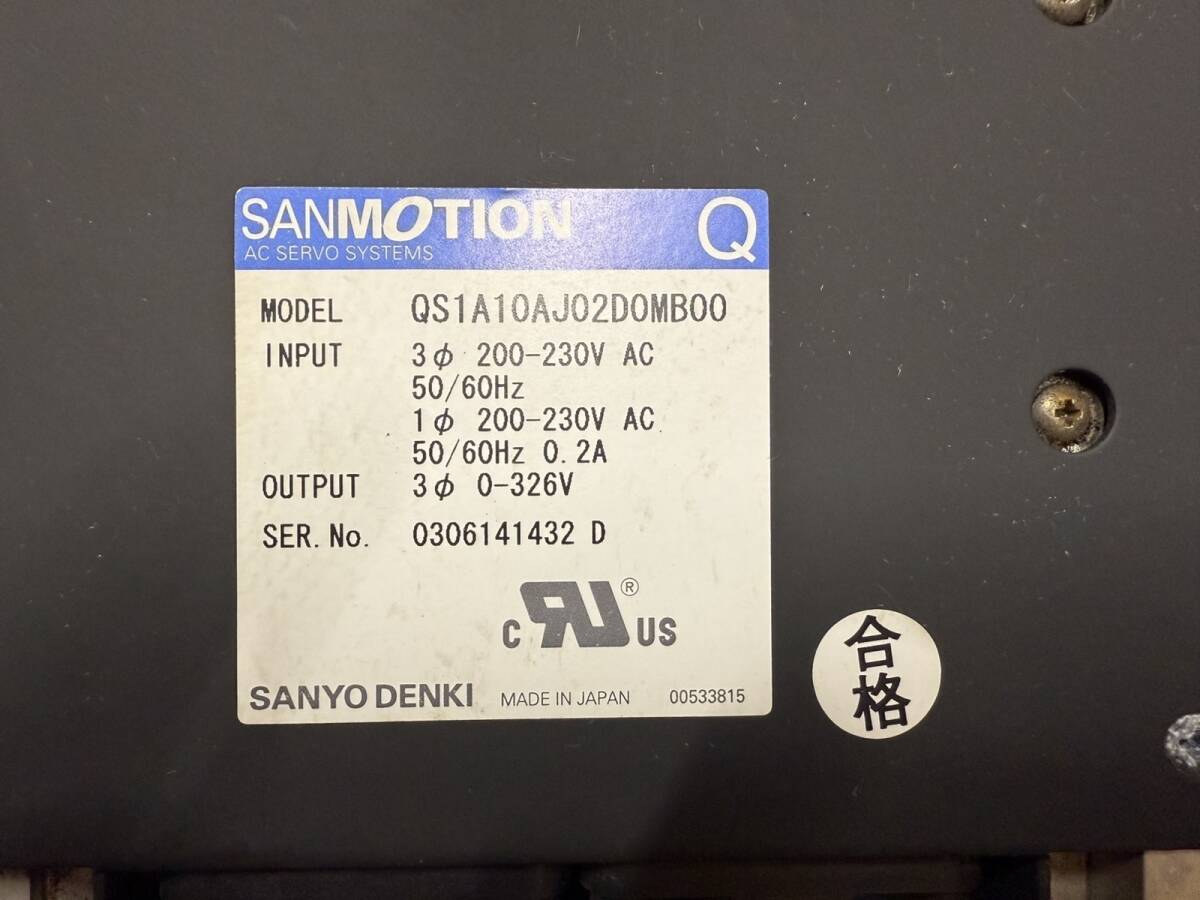 SANMOTION Q
AC SERVO SYSTEMS
MODEL QS1A10AJ02D0MB00
INPUT 3φ 200-230V AC
50/60Hz
1φ 200-230V AC
50/60Hz 0.2A
OUTPUT 3φ 0-326V
SER.No. 0306141432 D
c RU ® US
SANYO DENKI MADE IN JAPAN 00533815
合格